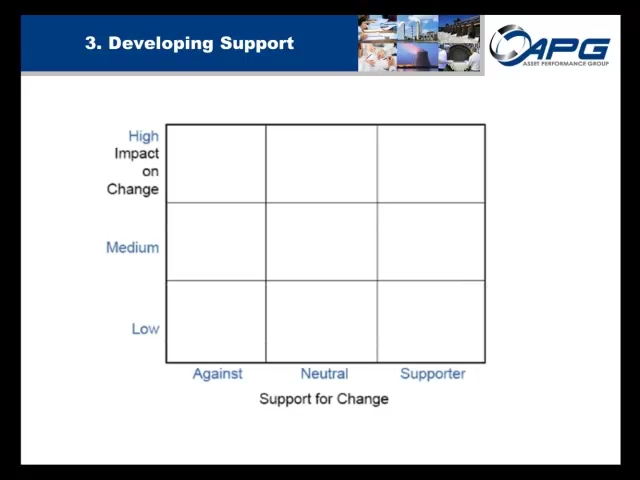 3. Developing Support
APG
ASSET PERFORMANCE GROUP
High
Impact
on
Change
Medium
Low
Against
Neutral
Supporter
Support for Change